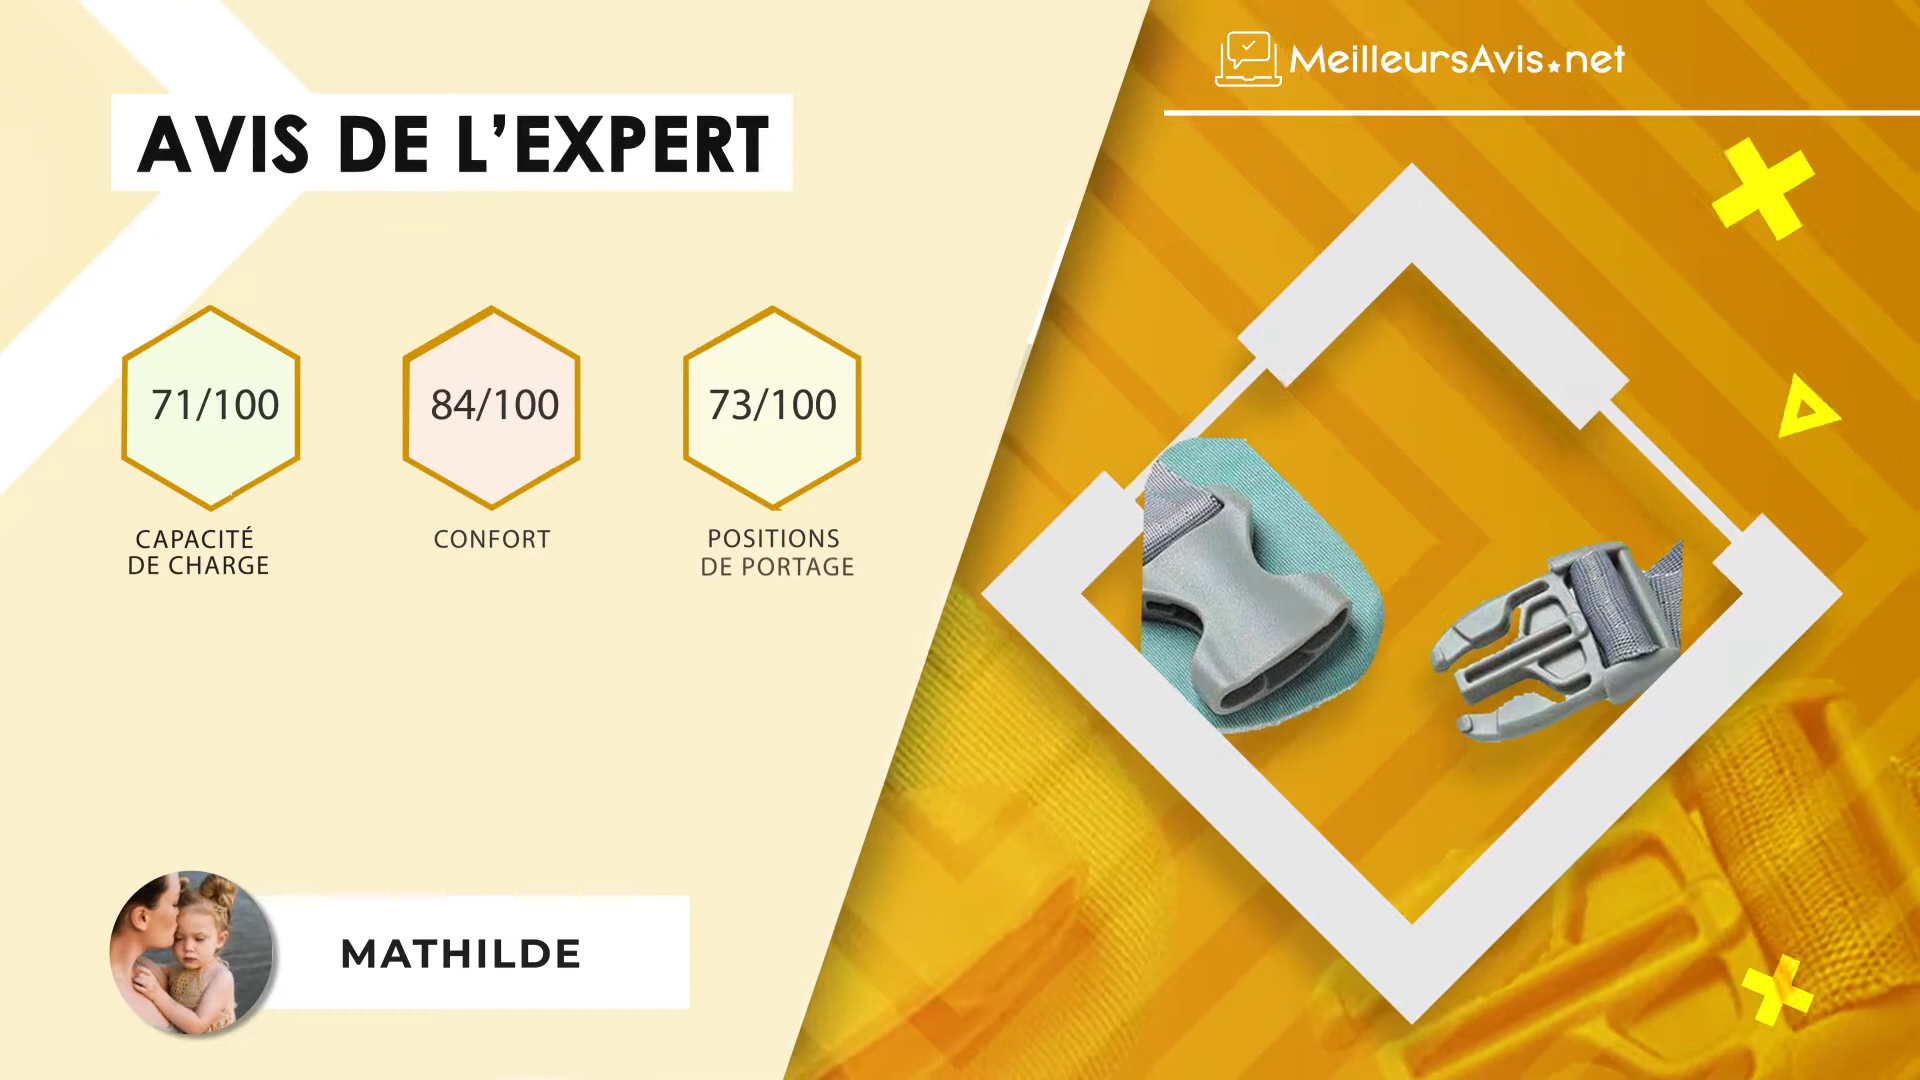 MeilleursAvis.net
AVIS DE L’EXPERT
71/100
84/100
73/100
CAPACITÉ
DE CHARGE
CONFORT
POSITIONS
DE PORTAGE
MATHILDE